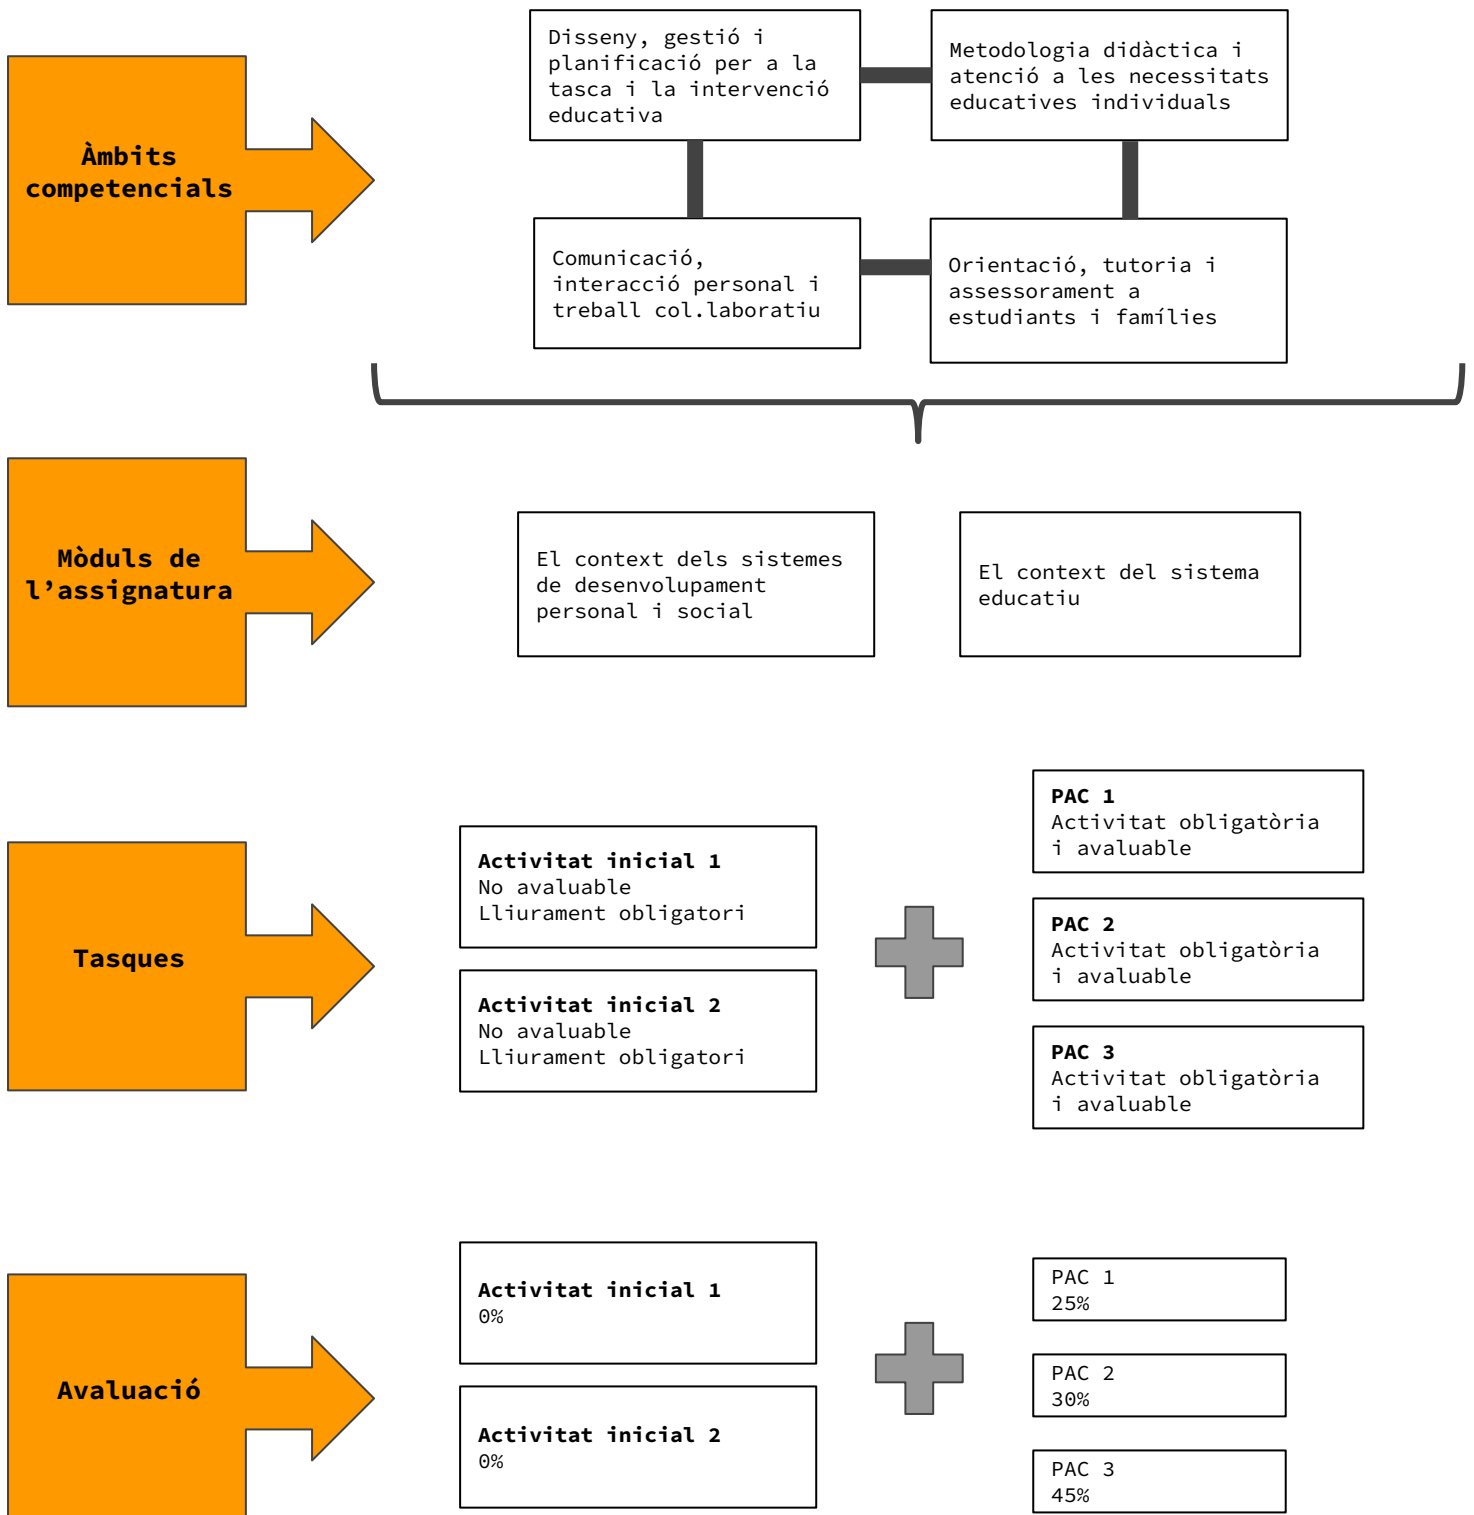 Àmbits
competencials
Disseny, gestió i
planificació per a la
tasca i la intervenció
educativa
Metodologia didàctica i
atenció a les necessitats
educatives individuals
Comunicació,
interacció personal i
treball col.laboratiu
Orientació, tutoria i
assessorament a
estudiants i famílies
Mòduls de
l’assignatura
El context dels sistemes
de desenvolupament
personal i social
El context del sistema
educatiu
Tasques
Activitat inicial 1
No avaluable
Lliurament obligatori
Activitat inicial 2
No avaluable
Lliurament obligatori
PAC 1
Activitat obligatòria
i avaluable
PAC 2
Activitat obligatòria
i avaluable
PAC 3
Activitat obligatòria
i avaluable
Avaluació
Activitat inicial 1
0%
Activitat inicial 2
0%
PAC 1
25%
PAC 2
30%
PAC 3
45%